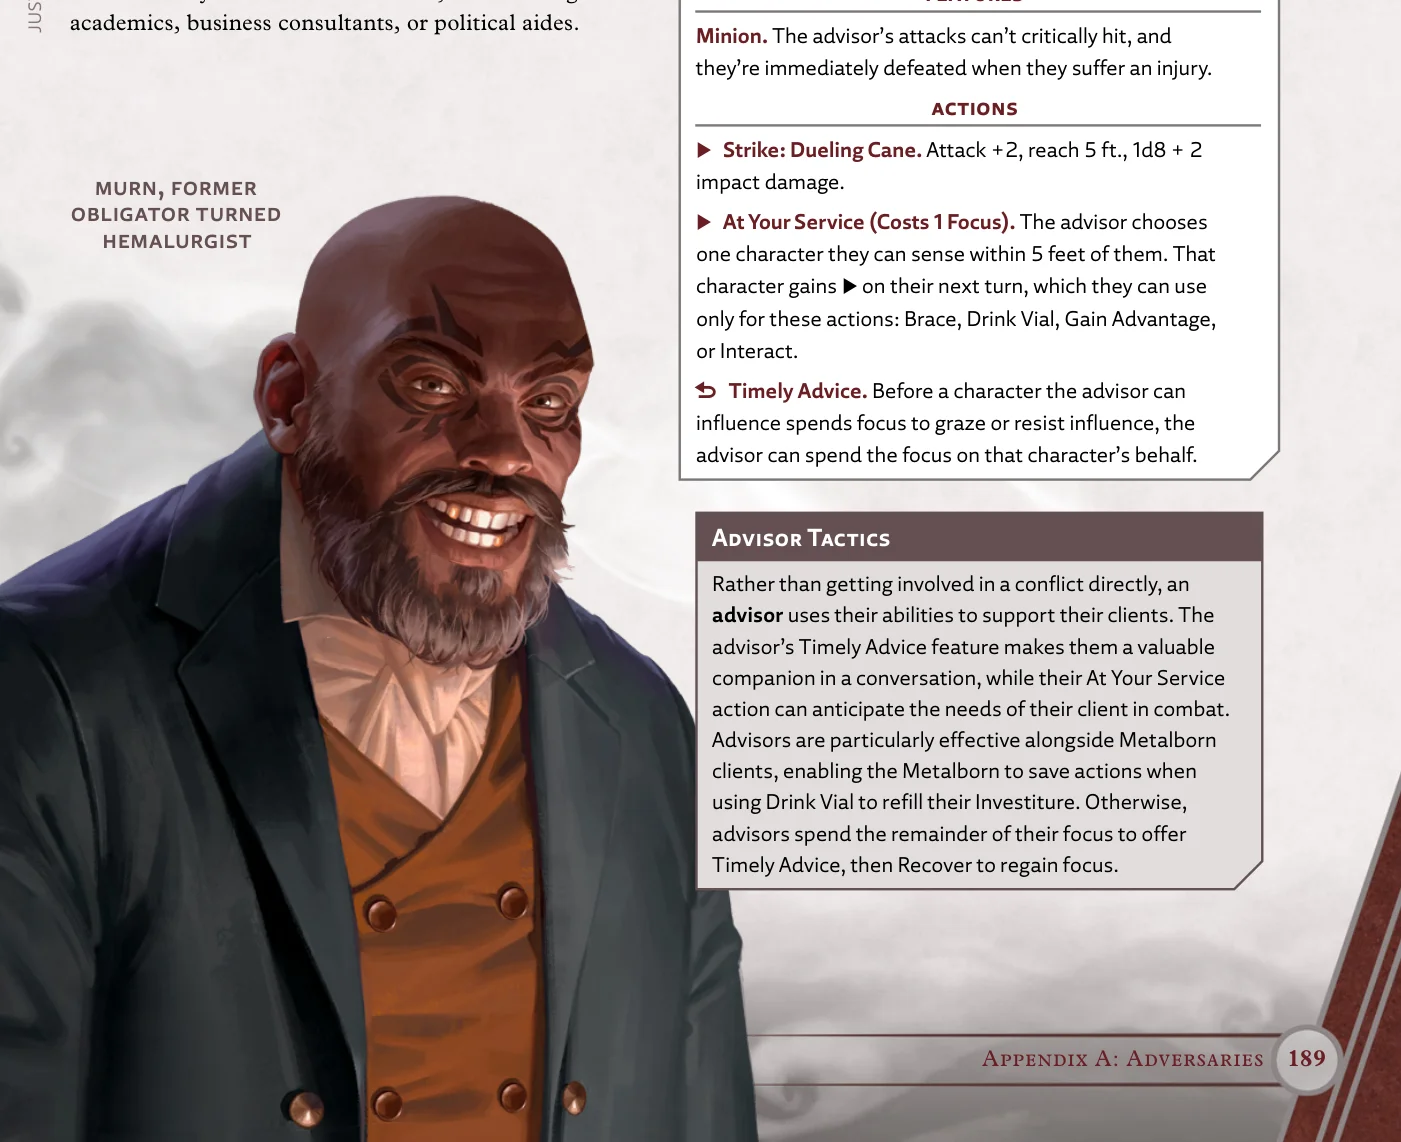 JUS
academics, business consultants, or political aides.
MURN, FORMER
OBLIGATOR TURNED
HEMALURGIST
FEATURES
Minion. The advisor's attacks can't critically hit, and
they're immediately defeated when they suffer an injury.
ACTIONS
▶ Strike: Dueling Cane. Attack +2, reach 5 ft., 1d8 + 2
impact damage.
▶ At Your Service (Costs 1 Focus). The advisor chooses
one character they can sense within 5 feet of them. That
character gains ▶ on their next turn, which they can use
only for these actions: Brace, Drink Vial, Gain Advantage,
or Interact.
⮌ Timely Advice. Before a character the advisor can
influence spends focus to graze or resist influence, the
advisor can spend the focus on that character's behalf.
ADVISOR TACTICS
Rather than getting involved in a conflict directly, an
advisor uses their abilities to support their clients. The
advisor's Timely Advice feature makes them a valuable
companion in a conversation, while their At Your Service
action can anticipate the needs of their client in combat.
Advisors are particularly effective alongside Metalborn
clients, enabling the Metalborn to save actions when
using Drink Vial to refill their Investiture. Otherwise,
advisors spend the remainder of their focus to offer
Timely Advice, then Recover to regain focus.
APPENDIX A: ADVERSARIES 189